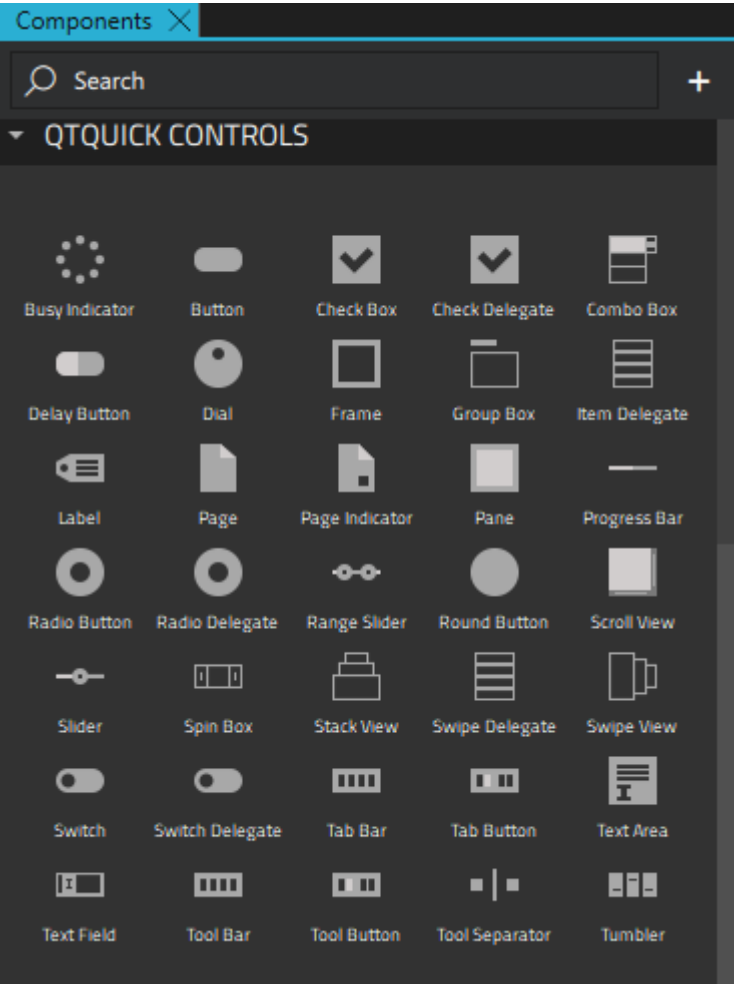 Components
Search
QTQUICK CONTROLS
Busy Indicator Button Check Box Check Delegate Combo Box
Delay Button Dial Frame Group Box Item Delegate
Label Page Page Indicator Pane Progress Bar
Radio Button Radio Delegate Range Slider Round Button Scroll View
Slider Spin Box Stack View Swipe Delegate Swipe View
Switch Switch Delegate Tab Bar Tab Button Text Area
Text Field Tool Bar Tool Button Tool Separator Tumbler